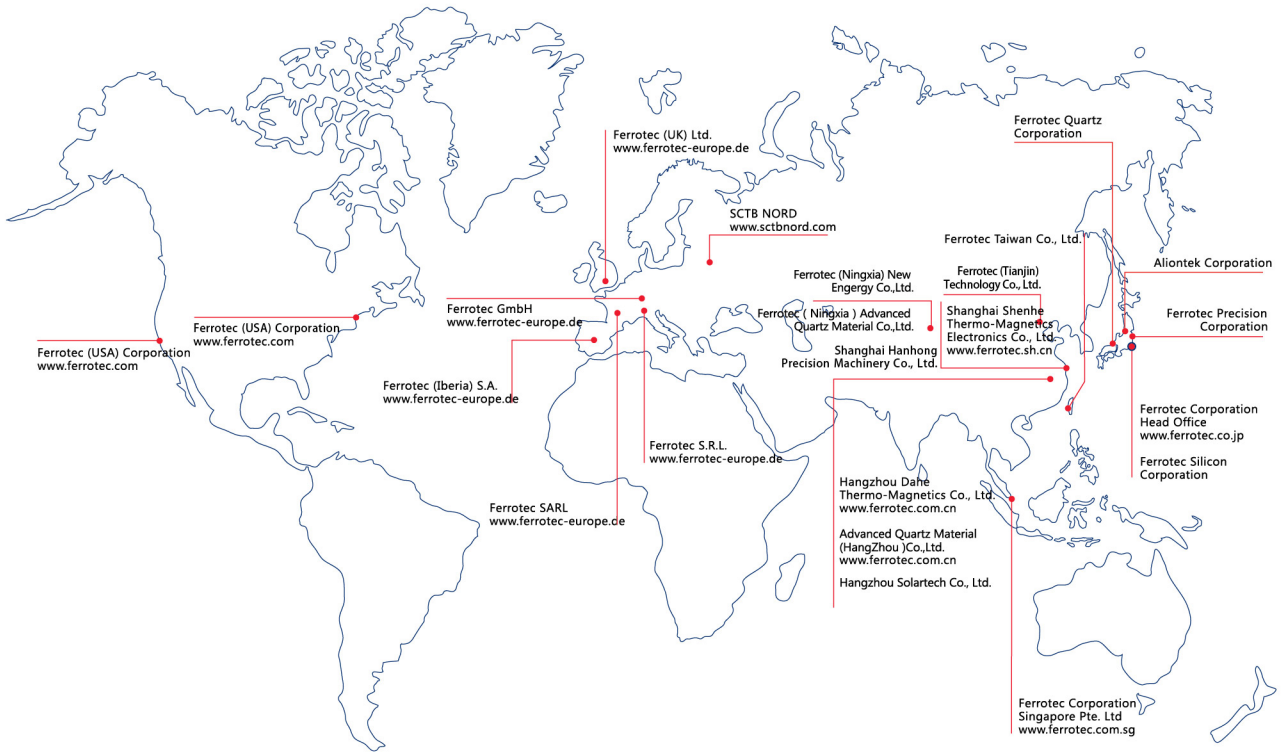 Ferrotec (UK) Ltd.
www.ferrotec-europe.de
Ferrotec Quartz
Corporation
SCTB NORD
www.sctbnord.com
Ferrotec Taiwan Co., Ltd.
Aliontek Corporation
Ferrotec (Ningxia) New
Engergy Co.,Ltd.
Ferrotec (Tianjin)
Technology Co., Ltd.
Ferrotec GmbH
www.ferrotec-europe.de
Ferrotec ( Ningxia ) Advanced
Quartz Material Co.,Ltd.
Shanghai Shenhe
Thermo-Magnetics
Electronics Co., Ltd.
www.ferrotec.sh.cn
Ferrotec Precision
Corporation
Ferrotec (USA) Corporation
www.ferrotec.com
Ferrotec (USA) Corporation
www.ferrotec.com
Shanghai Hanhong
Precision Machinery Co., Ltd.
Ferrotec (Iberia) S.A.
www.ferrotec-europe.de
Ferrotec Corporation
Head Office
www.ferrotec.co.jp
Ferrotec S.R.L.
www.ferrotec-europe.de
Ferrotec Silicon
Corporation
Hangzhou Dahe
Thermo-Magnetics Co., Ltd.
www.ferrotec.com.cn
Ferrotec SARL
www.ferrotec-europe.de
Advanced Quartz Material
(HangZhou )Co.,Ltd.
www.ferrotec.com.cn
Hangzhou Solartech Co., Ltd.
Ferrotec Corporation
Singapore Pte. Ltd
www.ferrotec.com.sg